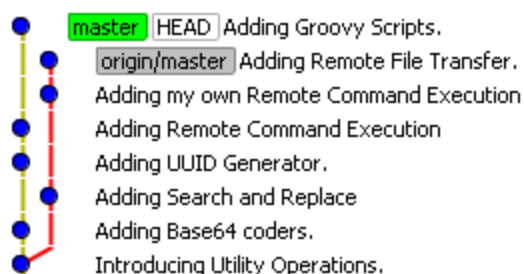 master HEAD Adding Groovy Scripts.
origin/master Adding Remote File Transfer.
Adding my own Remote Command Execution
Adding Remote Command Execution
Adding UUID Generator.
Adding Search and Replace
Adding Base64 coders.
Introducing Utility Operations.